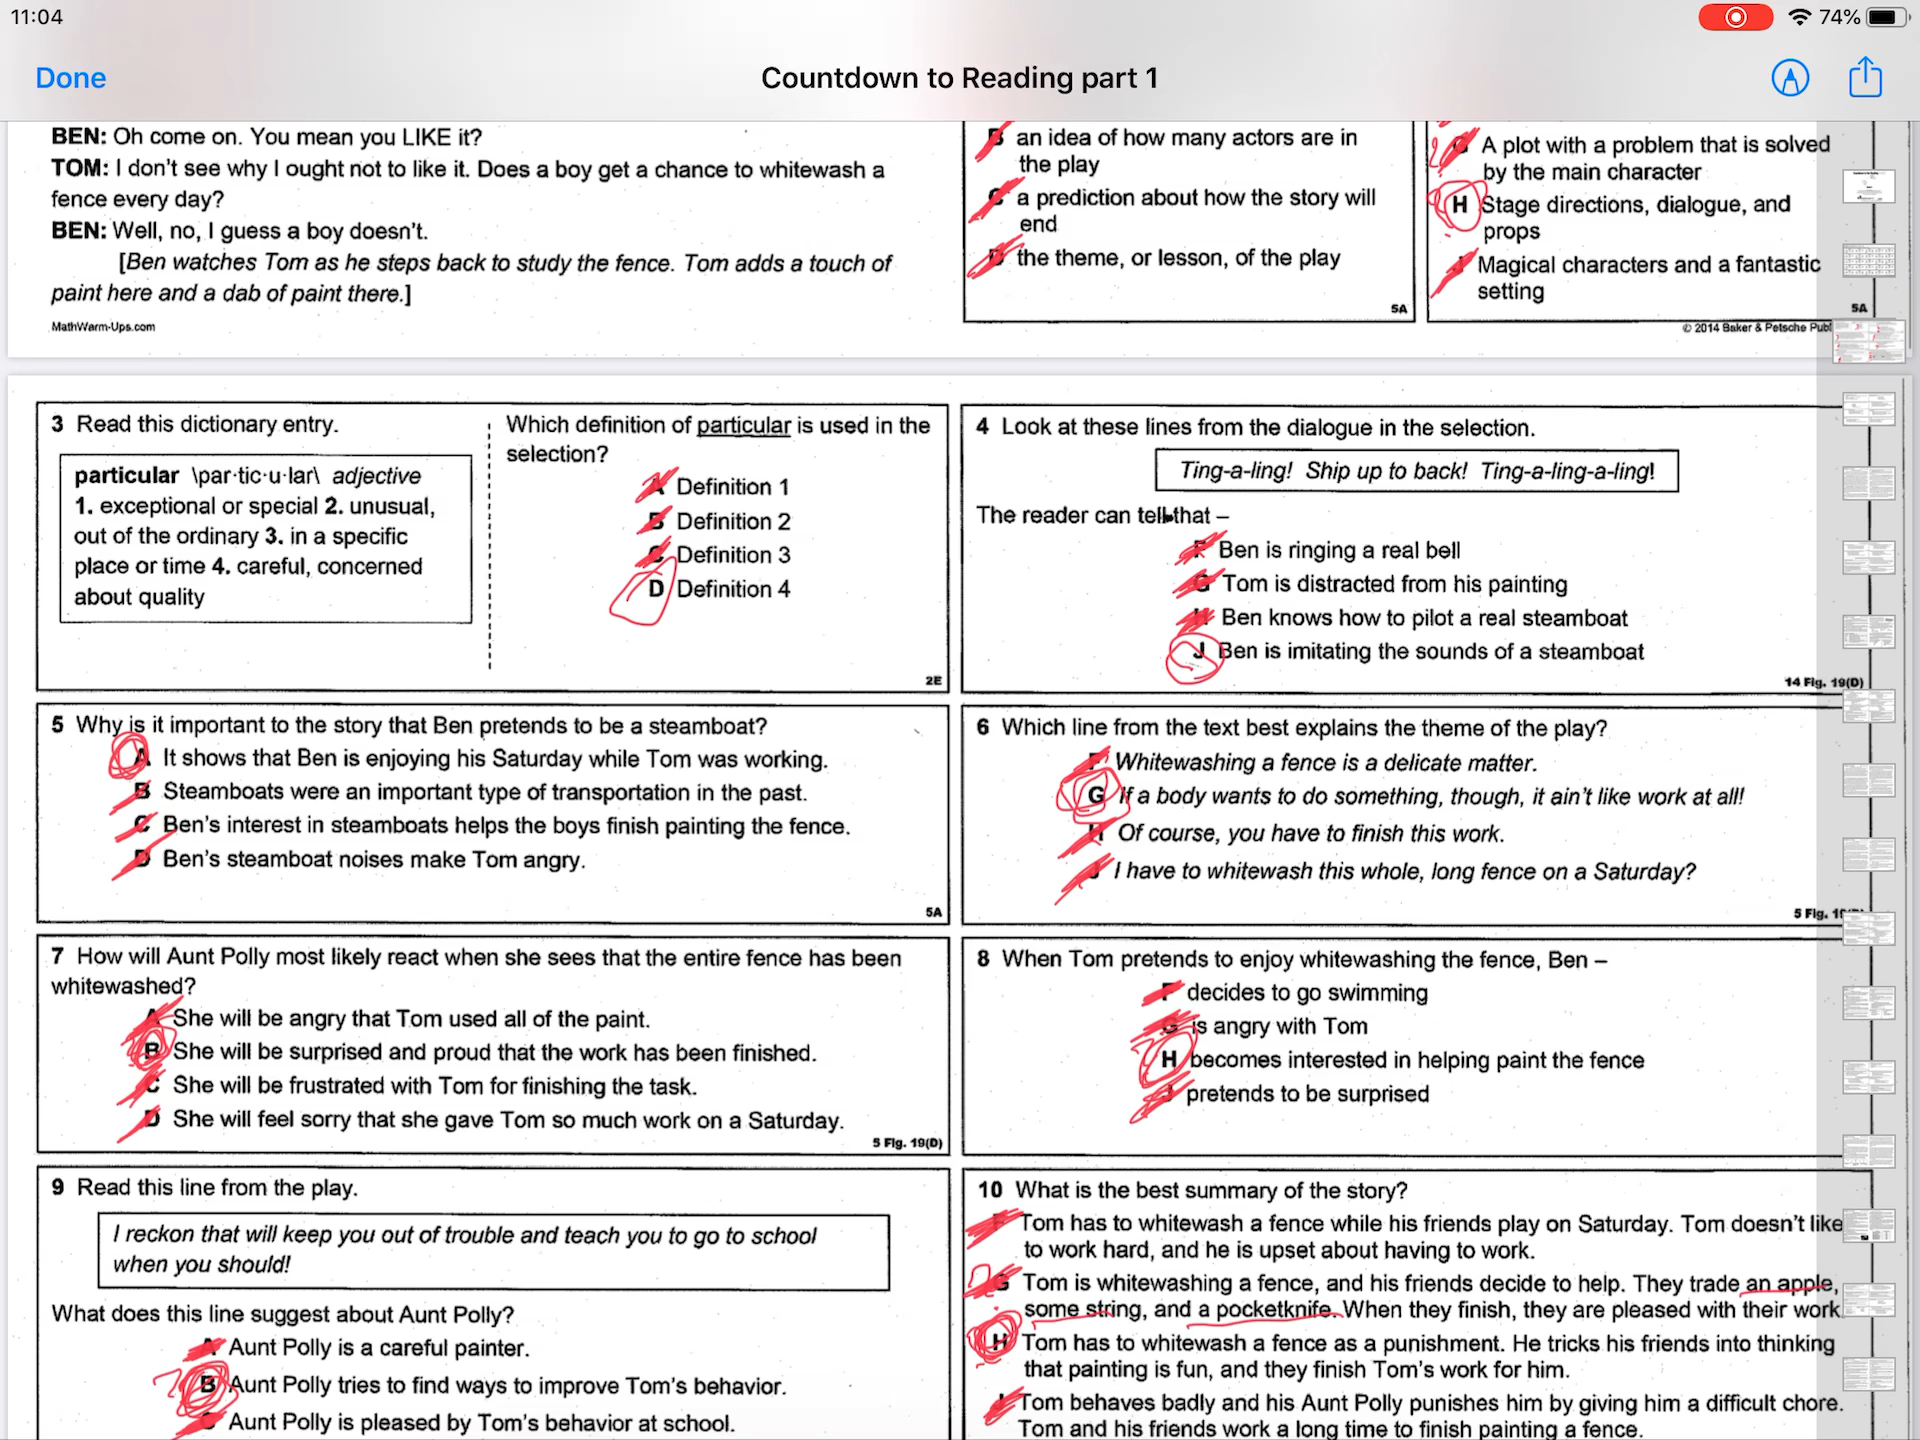 11:04
74%
Done
Countdown to Reading part 1
BEN: Oh come on. You mean you LIKE it?
TOM: I don't see why I ought not to like it. Does a boy get a chance to whitewash a
fence every day?
BEN: Well, no, I guess a boy doesn't.
[Ben watches Tom as he steps back to study the fence. Tom adds a touch of
paint here and a dab of paint there.]
MathWarm-Ups.com
B an idea of how many actors are in
the play
C a prediction about how the story will
end
D the theme, or lesson, of the play
5A
G A plot with a problem that is solved
by the main character
H Stage directions, dialogue, and
props
J Magical characters and a fantastic
setting
5A
© 2014 Baker & Petsche Publ
3 Read this dictionary entry.
particular \par·tic·u·lar\ adjective
1. exceptional or special 2. unusual,
out of the ordinary 3. in a specific
place or time 4. careful, concerned
about quality
Which definition of particular is used in the
selection?
A Definition 1
B Definition 2
C Definition 3
D Definition 4
2E
4 Look at these lines from the dialogue in the selection.
Ting-a-ling! Ship up to back! Ting-a-ling-a-ling!
The reader can tell that –
F Ben is ringing a real bell
G Tom is distracted from his painting
H Ben knows how to pilot a real steamboat
J Ben is imitating the sounds of a steamboat
14 Fig. 19(D)
5 Why is it important to the story that Ben pretends to be a steamboat?
A It shows that Ben is enjoying his Saturday while Tom was working.
B Steamboats were an important type of transportation in the past.
C Ben's interest in steamboats helps the boys finish painting the fence.
D Ben's steamboat noises make Tom angry.
5A
6 Which line from the text best explains the theme of the play?
F Whitewashing a fence is a delicate matter.
G If a body wants to do something, though, it ain't like work at all!
H Of course, you have to finish this work.
J I have to whitewash this whole, long fence on a Saturday?
5 Fig.
7 How will Aunt Polly most likely react when she sees that the entire fence has been
whitewashed?
A She will be angry that Tom used all of the paint.
B She will be surprised and proud that the work has been finished.
C She will be frustrated with Tom for finishing the task.
D She will feel sorry that she gave Tom so much work on a Saturday.
5 Fig. 19(D)
8 When Tom pretends to enjoy whitewashing the fence, Ben –
F decides to go swimming
G is angry with Tom
H becomes interested in helping paint the fence
J pretends to be surprised
9 Read this line from the play.
I reckon that will keep you out of trouble and teach you to go to school
when you should!
What does this line suggest about Aunt Polly?
A Aunt Polly is a careful painter.
B Aunt Polly tries to find ways to improve Tom's behavior.
C Aunt Polly is pleased by Tom's behavior at school.
10 What is the best summary of the story?
F Tom has to whitewash a fence while his friends play on Saturday. Tom doesn't like
to work hard, and he is upset about having to work.
G Tom is whitewashing a fence, and his friends decide to help. They trade an apple,
some string, and a pocketknife. When they finish, they are pleased with their work
H Tom has to whitewash a fence as a punishment. He tricks his friends into thinking
that painting is fun, and they finish Tom's work for him.
J Tom behaves badly and his Aunt Polly punishes him by giving him a difficult chore.
Tom and his friends work a long time to finish painting a fence.